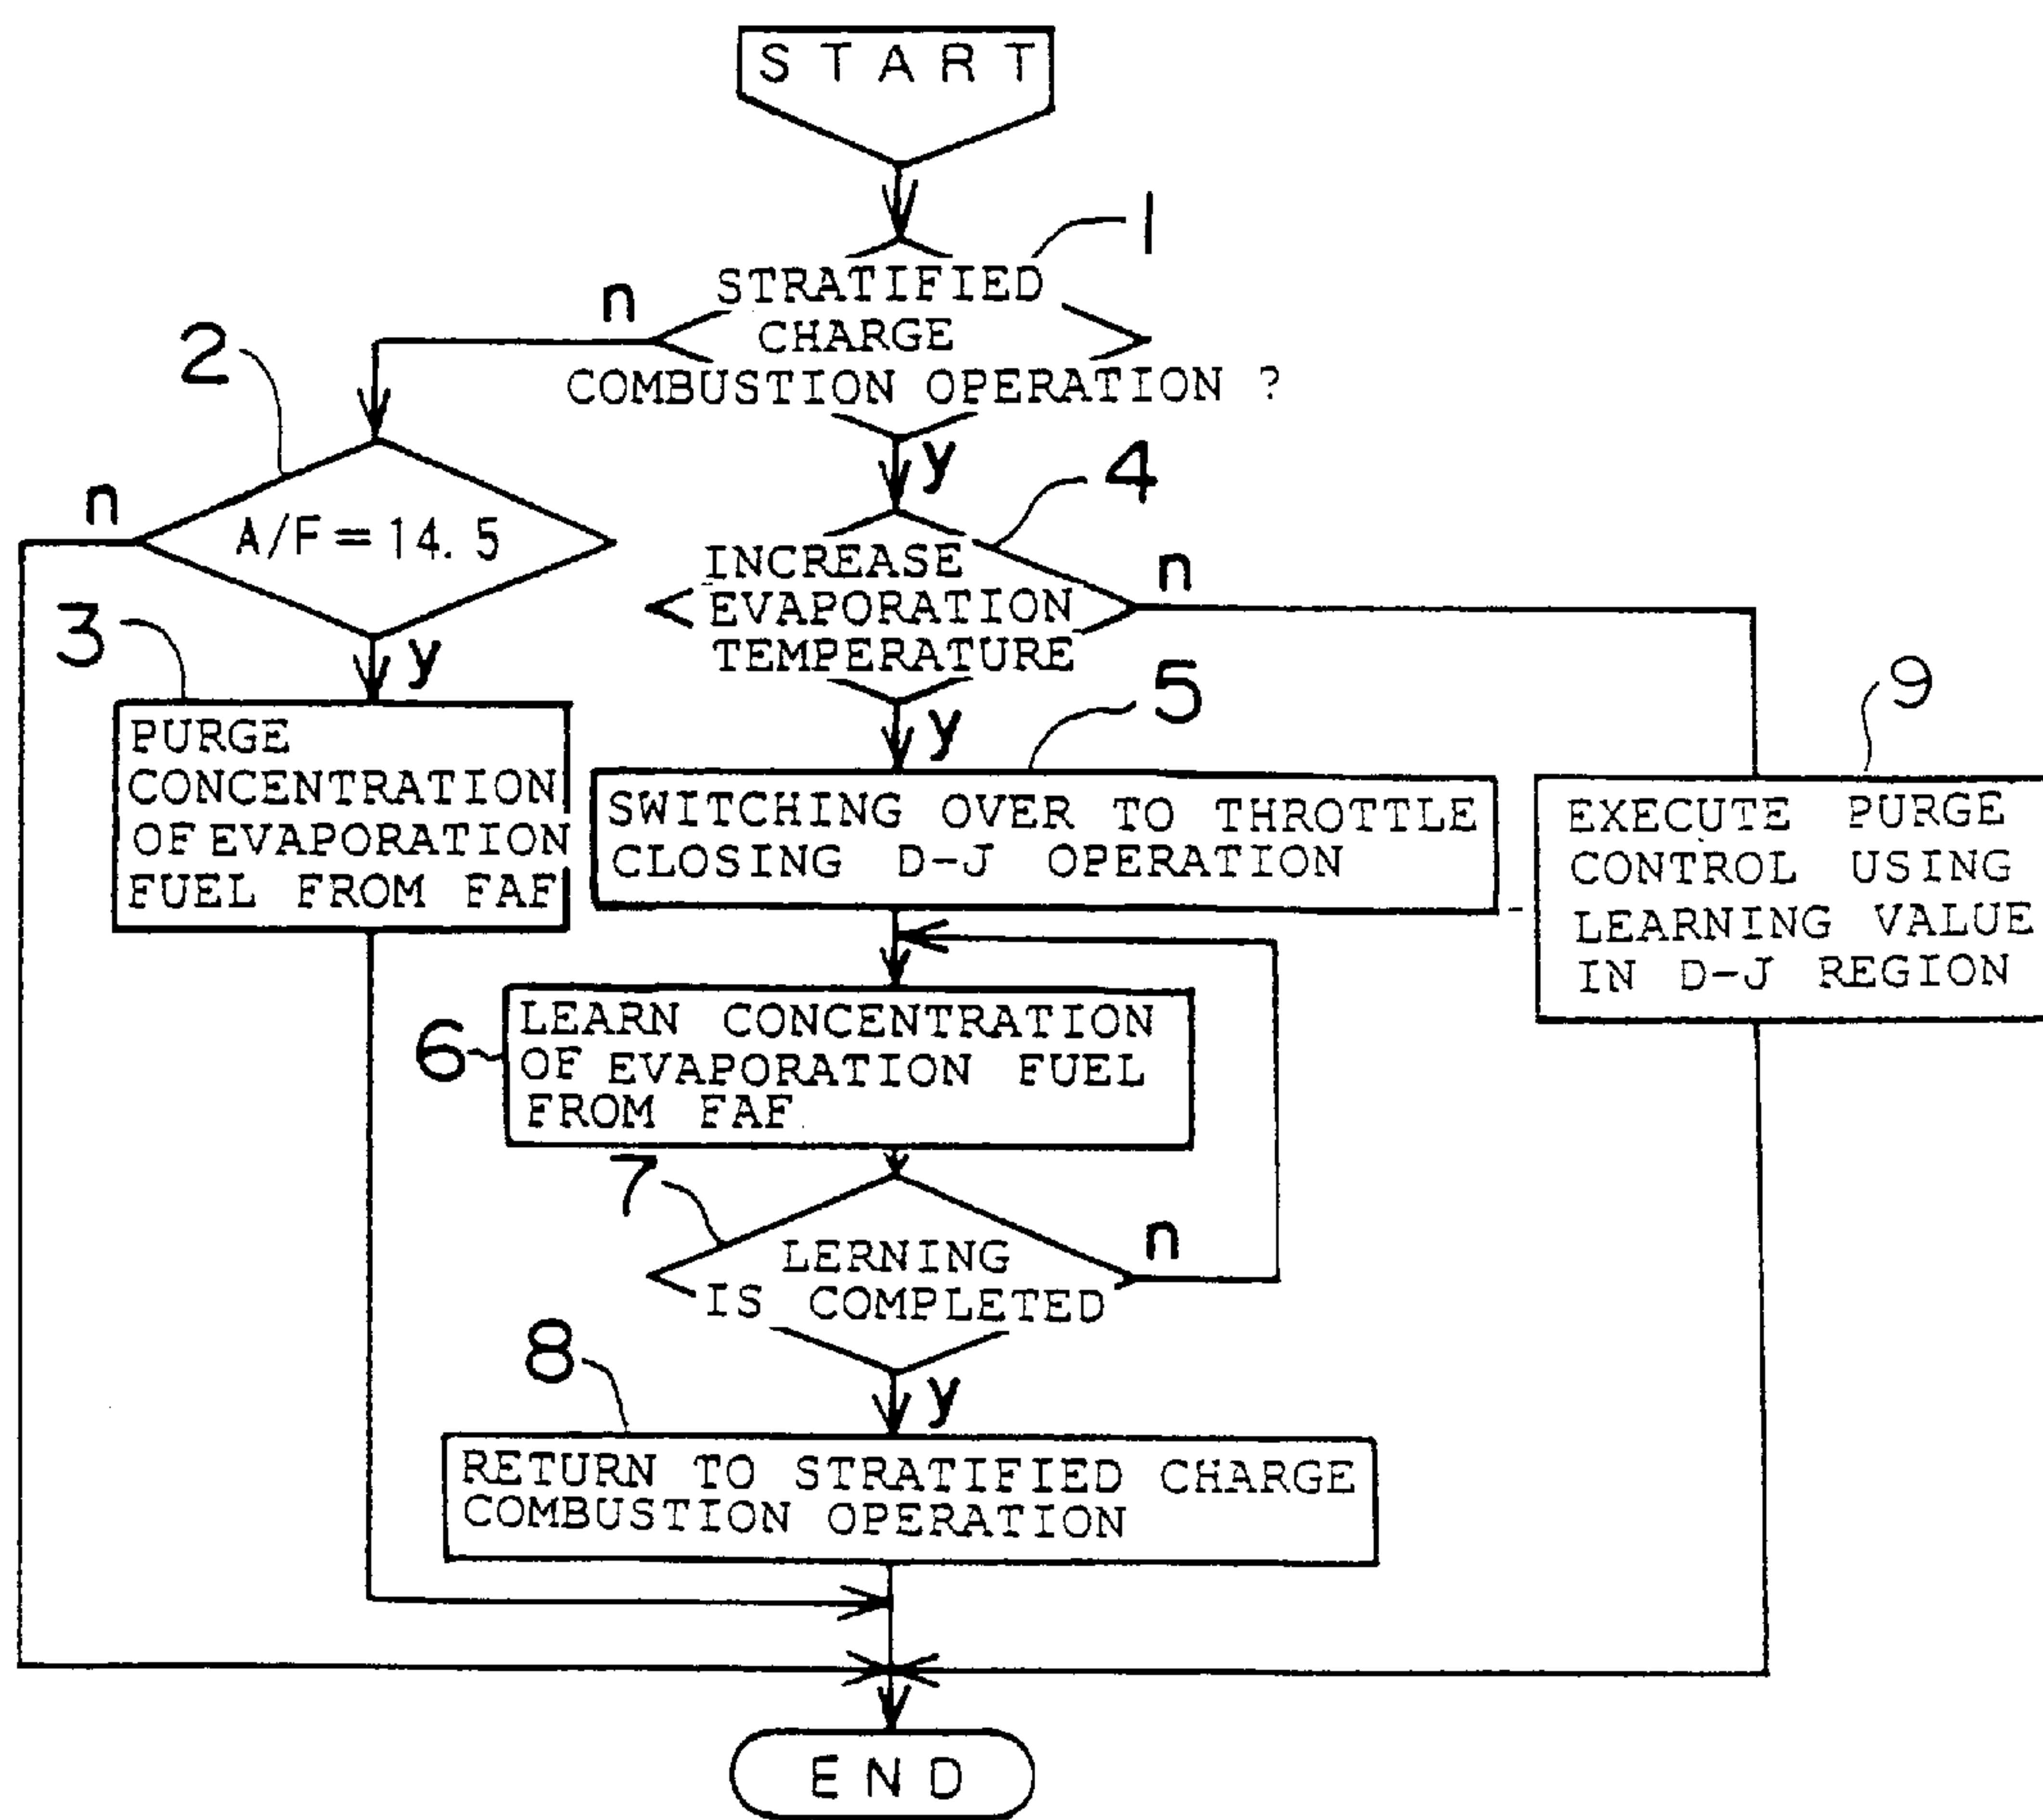 START
1
STRATIFIED
CHARGE
COMBUSTION OPERATION ?
n
y
2
A/F=14.5
n
y
3
PURGE
CONCENTRATION
OF EVAPORATION
FUEL FROM FAF
4
INCREASE
EVAPORATION
TEMPERATURE
n
y
5
SWITCHING OVER TO THROTTLE
CLOSING D-J OPERATION
9
EXECUTE PURGE
CONTROL USING
LEARNING VALUE
IN D-J REGION
6
LEARN CONCENTRATION
OF EVAPORATION FUEL
FROM FAF
7
LERNING
IS COMPLETED
n
y
8
RETURN TO STRATIFIED CHARGE
COMBUSTION OPERATION
END